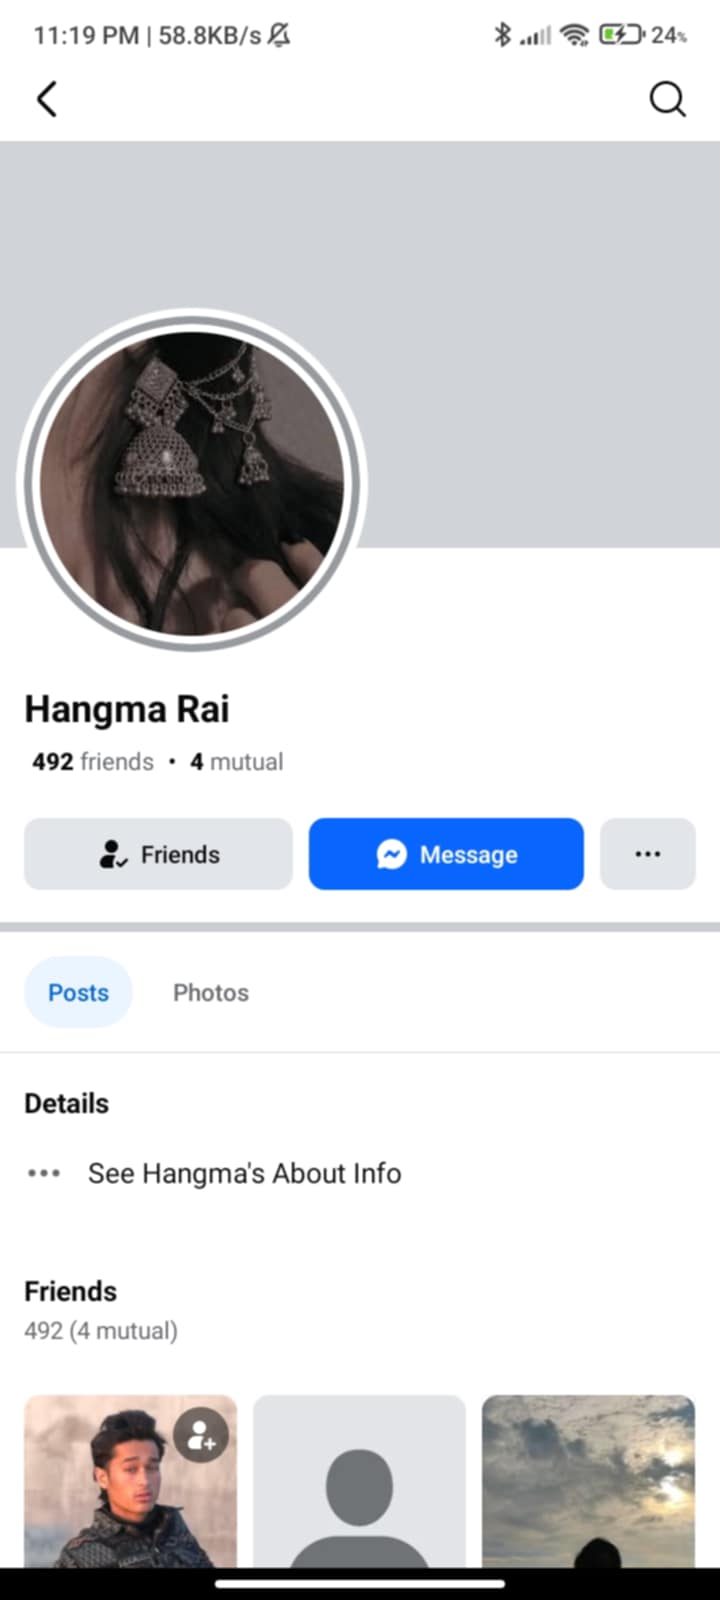 11:19 PM | 58.8KB/s 24%
Hangma Rai
492 friends • 4 mutual
Friends Message
Posts Photos
Details
See Hangma's About Info
Friends
492 (4 mutual)